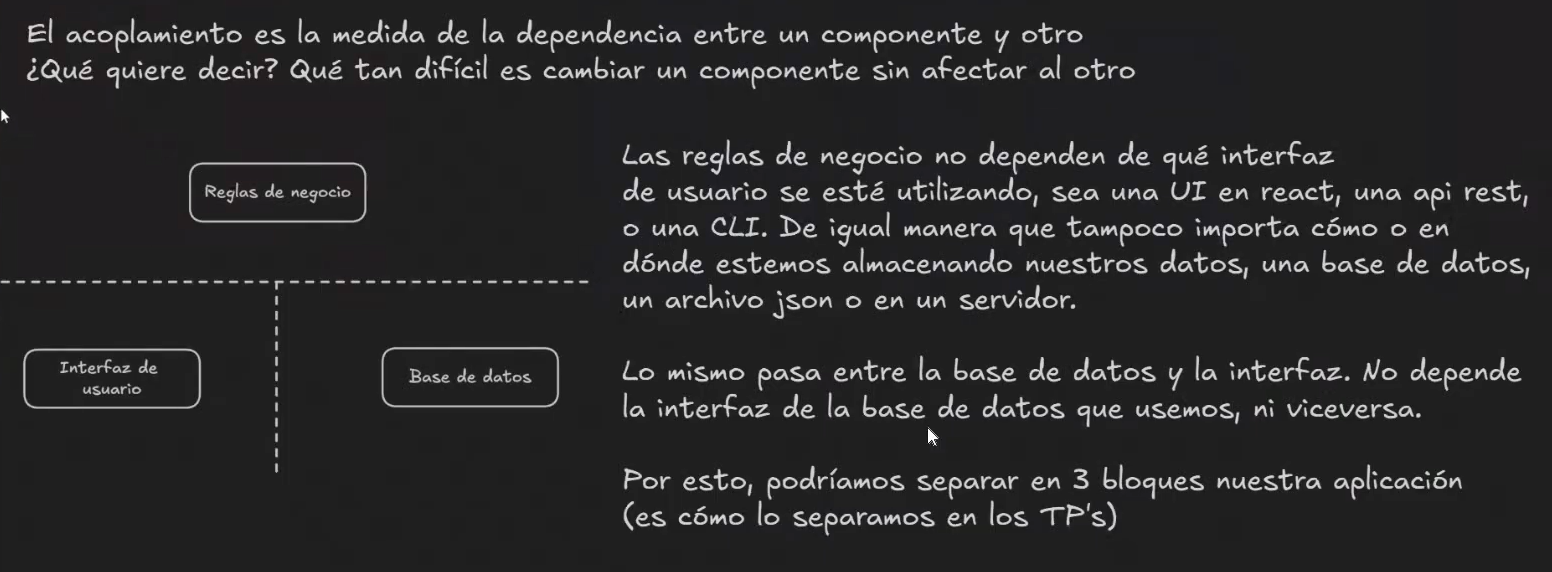 El acoplamiento es la medida de la dependencia entre un componente y otro
¿Qué quiere decir? Qué tan difícil es cambiar un componente sin afectar al otro
Reglas de negocio
Interfaz de
usuario
Base de datos
Las reglas de negocio no dependen de qué interfaz
de usuario se esté utilizando, sea una UI en react, una api rest,
o una CLI. De igual manera que tampoco importa cómo o en
dónde estemos almacenando nuestros datos, una base de datos,
un archivo json o en un servidor.
Lo mismo pasa entre la base de datos y la interfaz. No depende
la interfaz de la base de datos que usemos, ni viceversa.
Por esto, podríamos separar en 3 bloques nuestra aplicación
(es cómo lo separamos en los TP's)